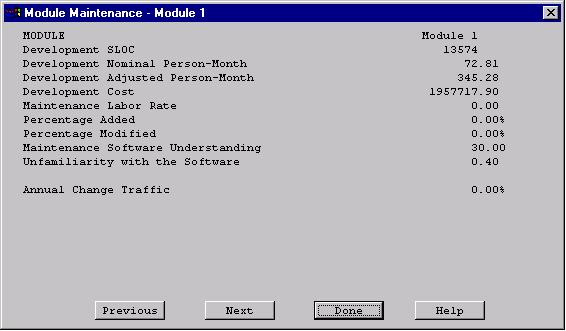 Module Maintenance - Module 1
MODULE Module 1
Development SLOC 13574
Development Nominal Person-Month 72.81
Development Adjusted Person-Month 345.28
Development Cost 1957717.90
Maintenance Labor Rate 0.00
Percentage Added 0.00%
Percentage Modified 0.00%
Maintenance Software Understanding 30.00
Unfamiliarity with the Software 0.40
Annual Change Traffic 0.00%
Previous Next Done Help